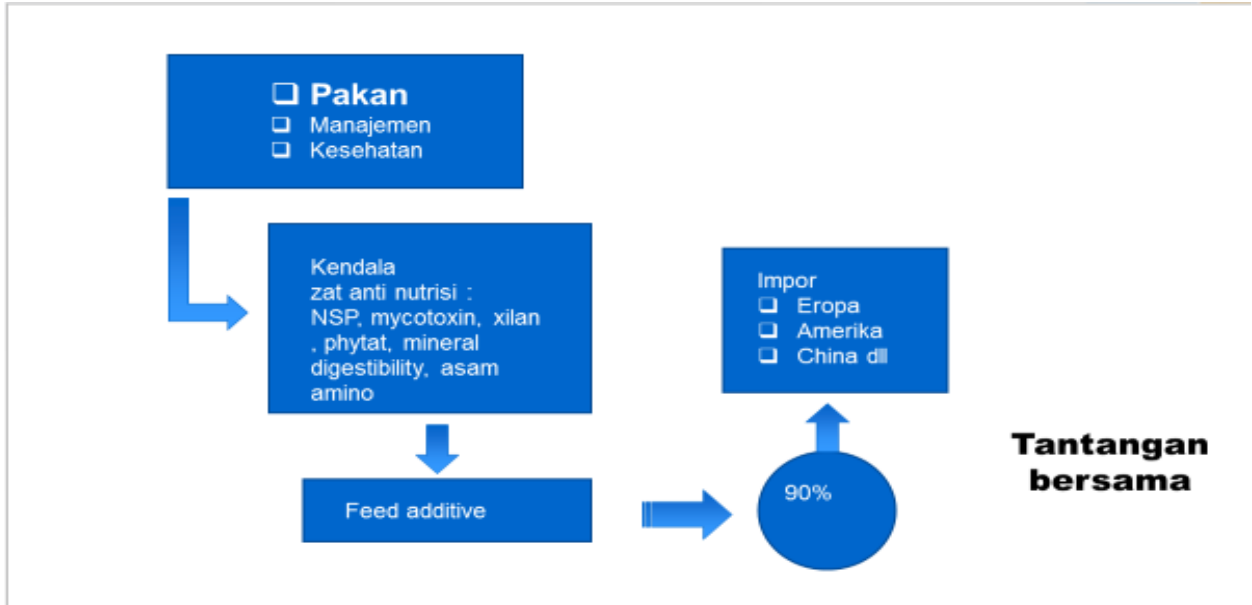 Pakan
Manajemen
Kesehatan
Kendala
zat anti nutrisi :
NSP, mycotoxin, xilan
, phytat, mineral
digestibility, asam
amino
Feed additive
90%
Impor
Eropa
Amerika
China dll
Tantangan
bersama